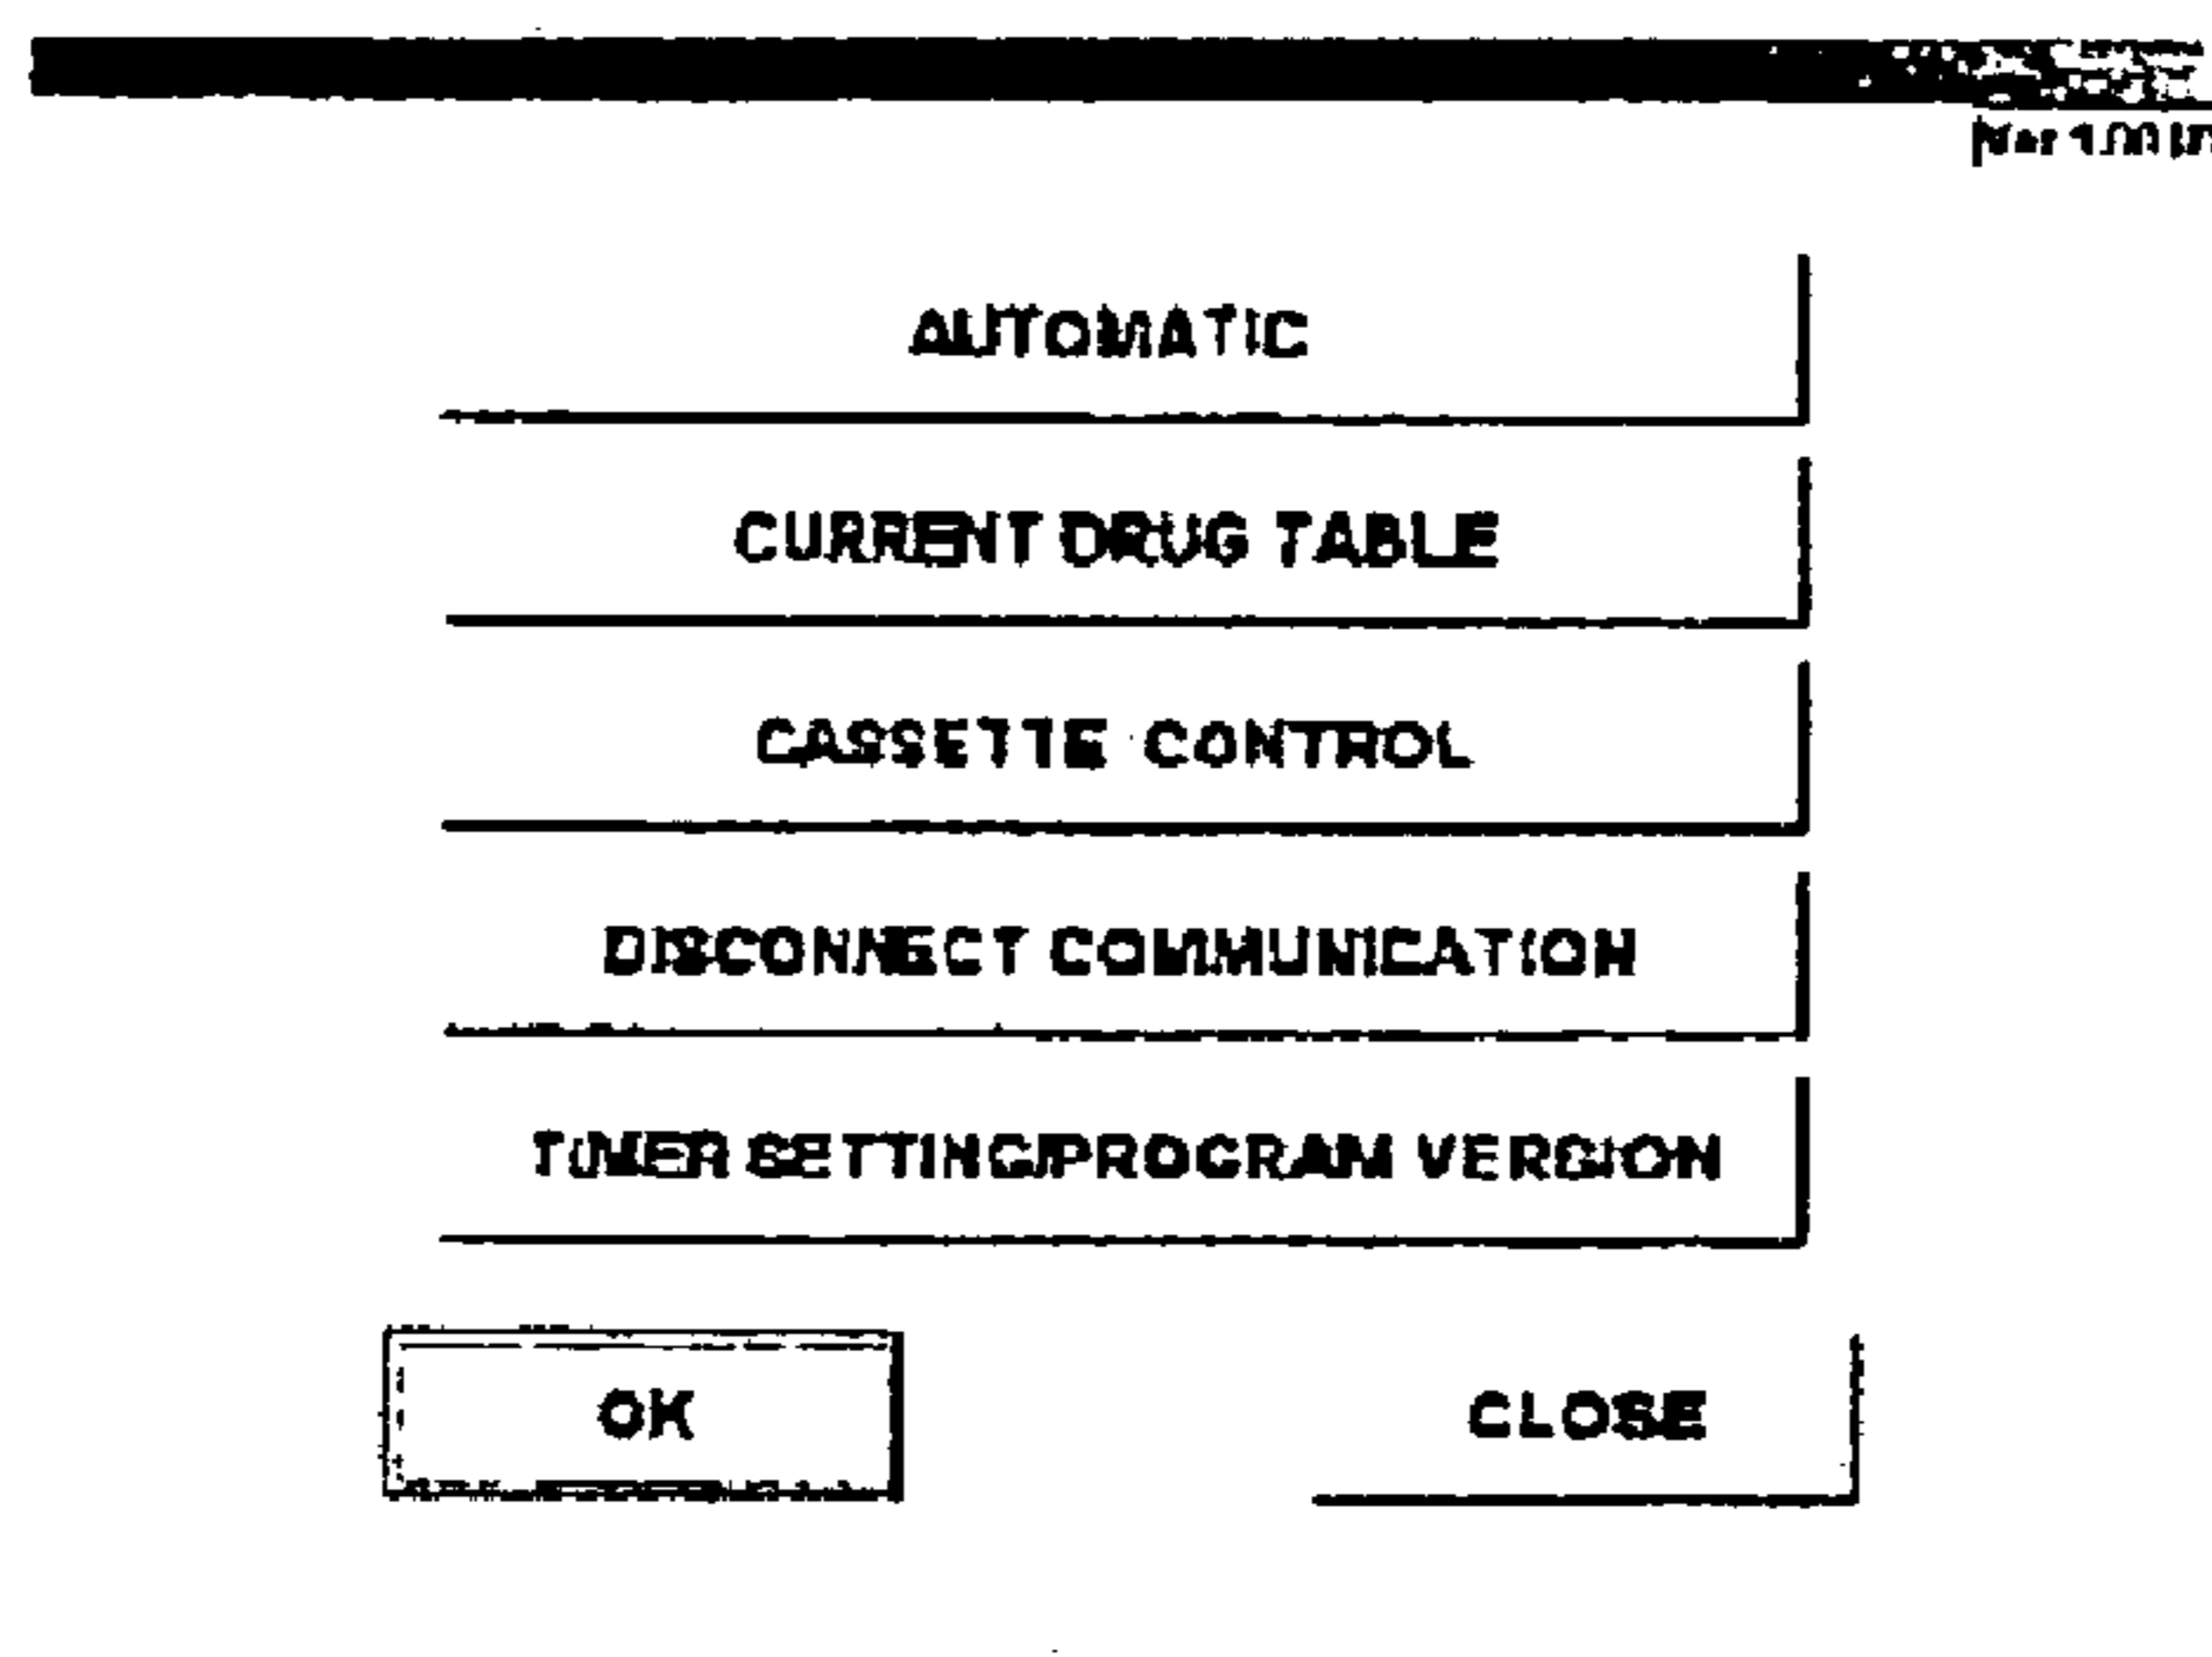 AUTOMATIC
CURRENT DRUG TABLE
CASSETTE CONTROL
DISCONNECT COMMUNICATION
TIMER SETTING/PROGRAM VERSION
OK CLOSE